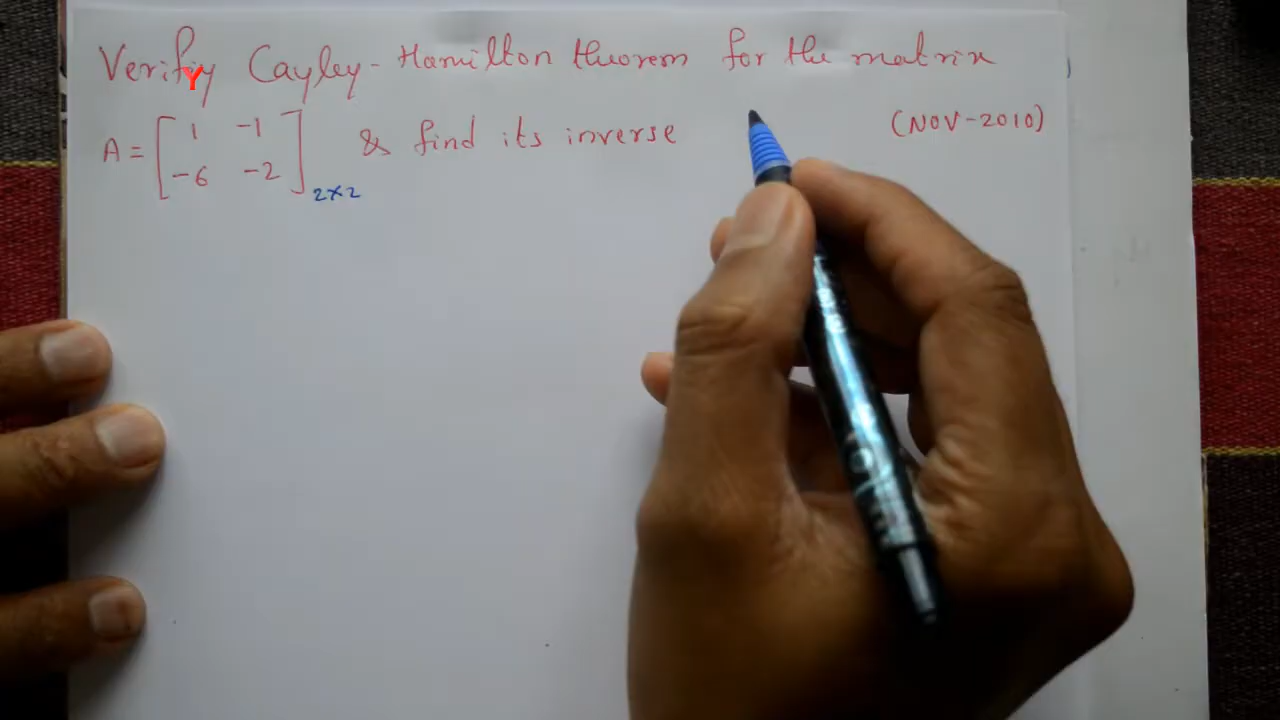 Verify Cayley-Hamilton theorem for the matrix
A = [ 1 -1 ] & find its inverse (NOV-2010)
[ -6 -2 ] 2×2